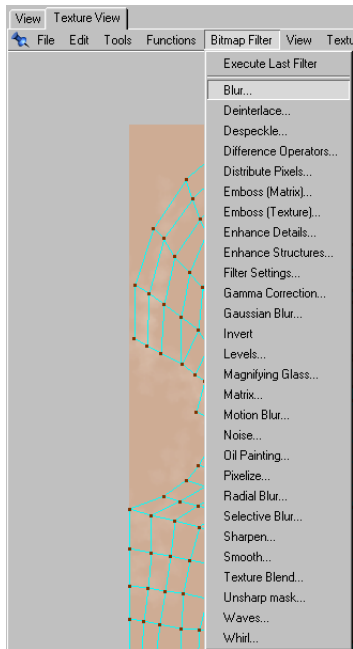 View Texture View
File Edit Tools Functions Bitmap Filter View Textu
Execute Last Filter
Blur...
Deinterlace...
Despeckle...
Difference Operators...
Distribute Pixels...
Emboss (Matrix)...
Emboss (Texture)...
Enhance Details...
Enhance Structures...
Filter Settings...
Gamma Correction...
Gaussian Blur...
Invert
Levels...
Magnifying Glass...
Matrix...
Motion Blur...
Noise...
Oil Painting...
Pixelize...
Radial Blur...
Selective Blur...
Sharpen...
Smooth...
Texture Blend...
Unsharp mask...
Waves...
Whirl...